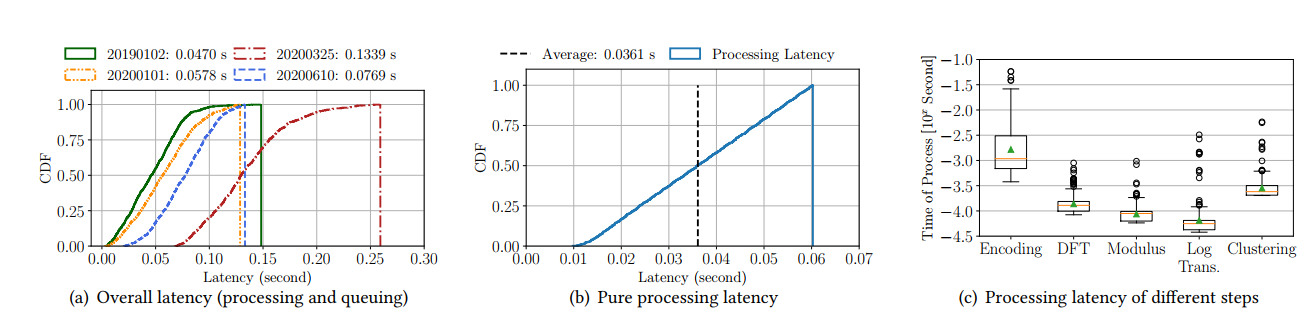 20190102: 0.0470 s
20200325: 0.1339 s
20200101: 0.0578 s
20200610: 0.0769 s
1.00
0.75
0.50
0.25
0.00
CDF
0.00 0.05 0.10 0.15 0.20 0.25 0.30
Latency (second)
(a) Overall latency (processing and queuing)
Average: 0.0361 s
Processing Latency
1.00
0.75
0.50
0.25
0.00
CDF
0.00 0.01 0.02 0.03 0.04 0.05 0.06 0.07
Latency (second)
(b) Pure processing latency
Time of Process [10^x Second]
−1.0
−1.5
−2.0
−2.5
−3.0
−3.5
−4.0
−4.5
Encoding DFT Modulus Log Clustering
Trans.
(c) Processing latency of different steps